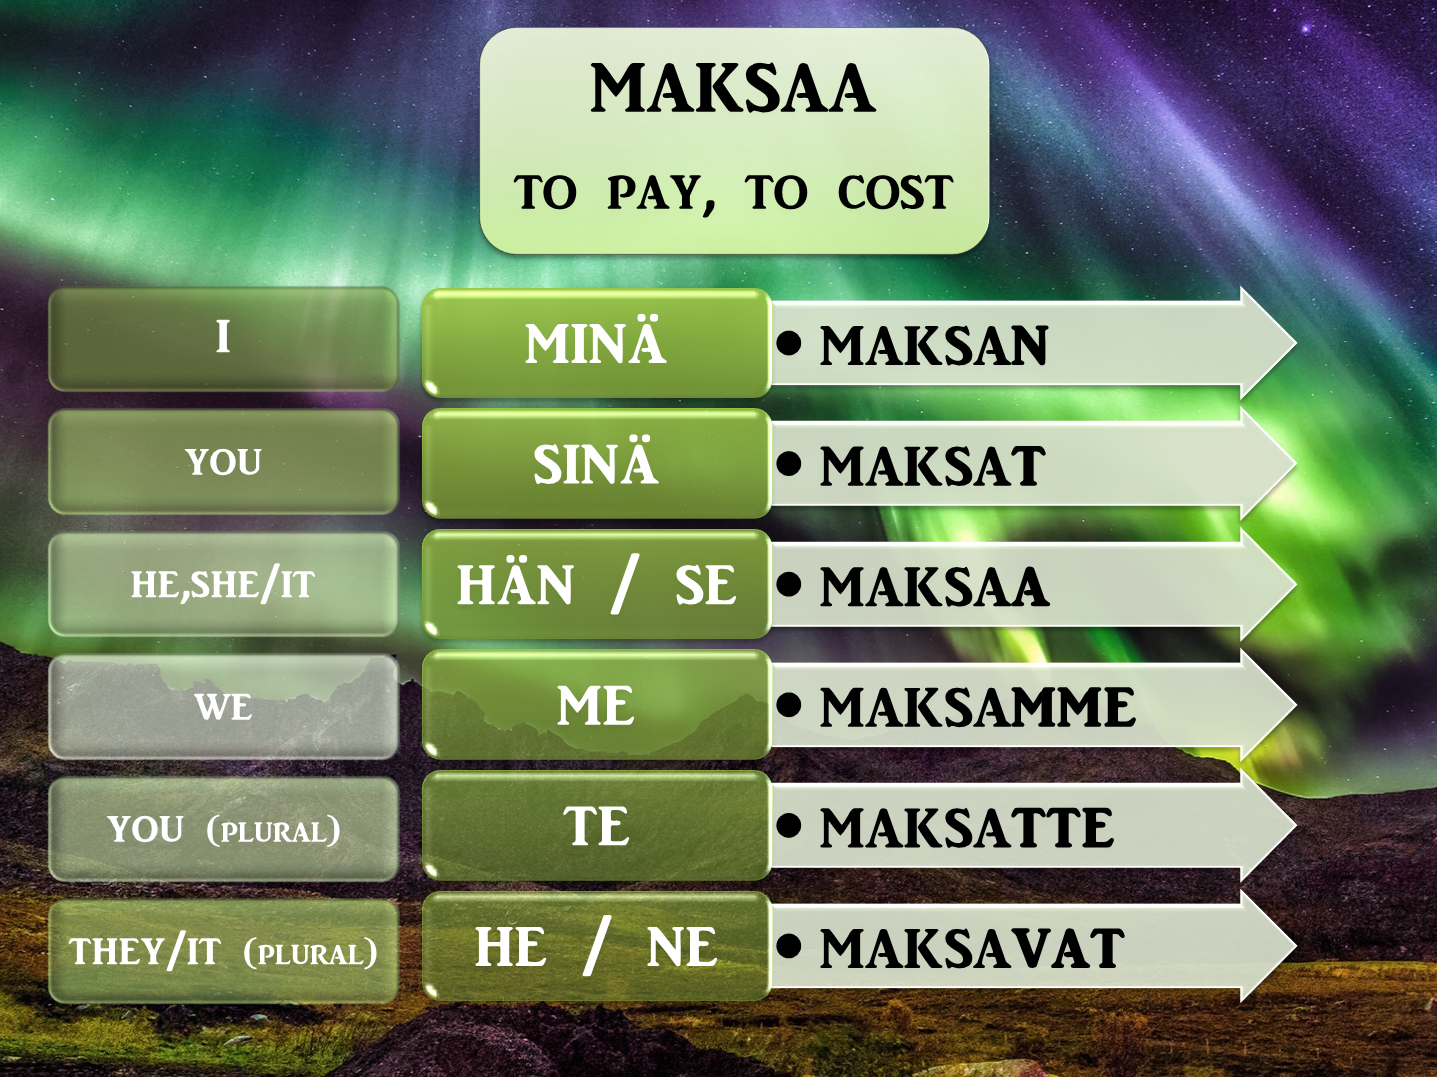 MAKSAA
TO PAY, TO COST
I MINÄ • MAKSAN
YOU SINÄ • MAKSAT
HE,SHE/IT HÄN / SE • MAKSAA
WE ME • MAKSAMME
YOU (PLURAL) TE • MAKSATTE
THEY/IT (PLURAL) HE / NE • MAKSAVAT